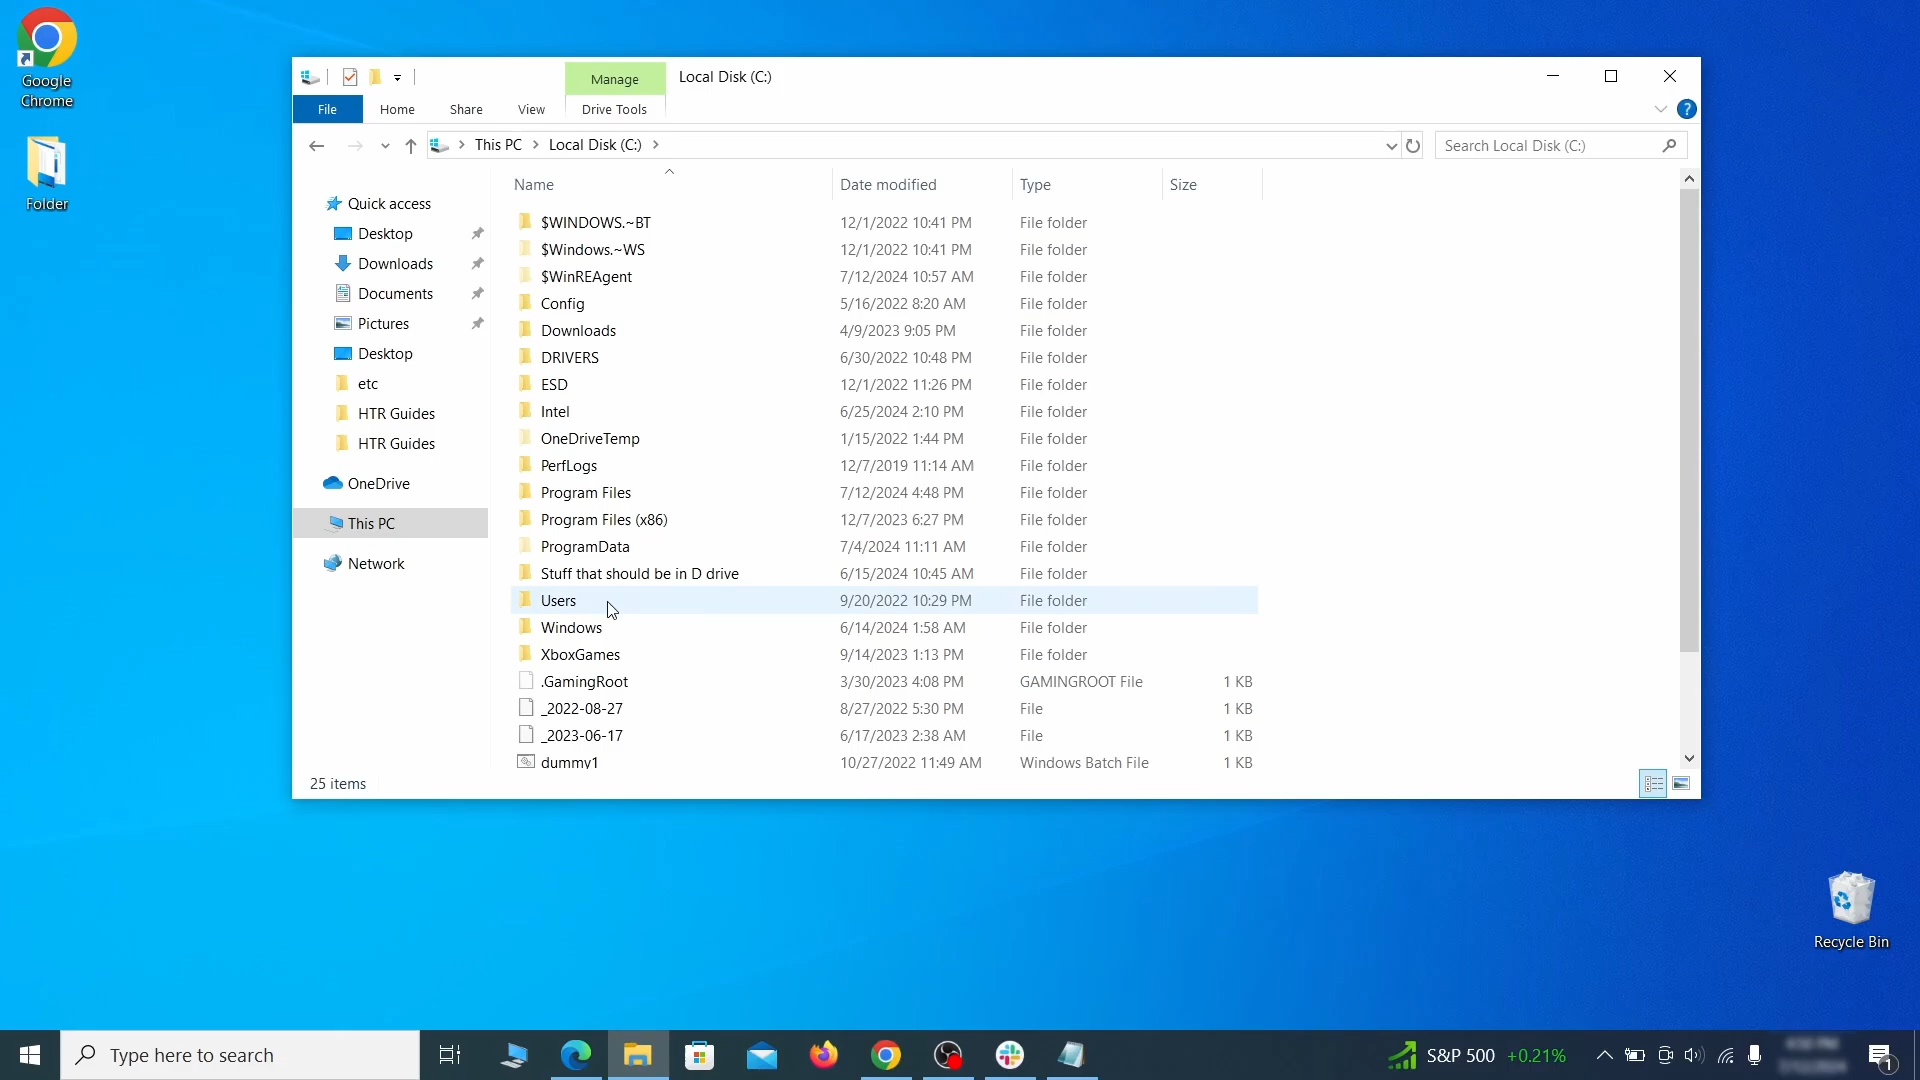 Google
Chrome
Folder
Manage
Local Disk (C:)
File
Home
Share
View
Drive Tools
?
This PC
Local Disk (C:)
Search Local Disk (C:)
Name
Date modified
Type
Size
Quick access
Desktop
Downloads
Documents
Pictures
Desktop
etc
HTR Guides
HTR Guides
OneDrive
This PC
Network
$WINDOWS.~BT 12/1/2022 10:41 PM File folder
$Windows.~WS 12/1/2022 10:41 PM File folder
$WinREAgent 7/12/2024 10:57 AM File folder
Config 5/16/2022 8:20 AM File folder
Downloads 4/9/2023 9:05 PM File folder
DRIVERS 6/30/2022 10:48 PM File folder
ESD 12/1/2022 11:26 PM File folder
Intel 6/25/2024 2:10 PM File folder
OneDriveTemp 1/15/2022 1:44 PM File folder
PerfLogs 12/7/2019 11:14 AM File folder
Program Files 7/12/2024 4:48 PM File folder
Program Files (x86) 12/7/2023 6:27 PM File folder
ProgramData 7/4/2024 11:11 AM File folder
Stuff that should be in D drive 6/15/2024 10:45 AM File folder
Users 9/20/2022 10:29 PM File folder
Windows 6/14/2024 1:58 AM File folder
XboxGames 9/14/2023 1:13 PM File folder
.GamingRoot 3/30/2023 4:08 PM GAMINGROOT File 1 KB
_2022-08-27 8/27/2022 5:30 PM File 1 KB
_2023-06-17 6/17/2023 2:38 AM File 1 KB
dummy1 10/27/2022 11:49 AM Windows Batch File 1 KB
25 items
Recycle Bin
Type here to search
S&P 500 +0.21%
1